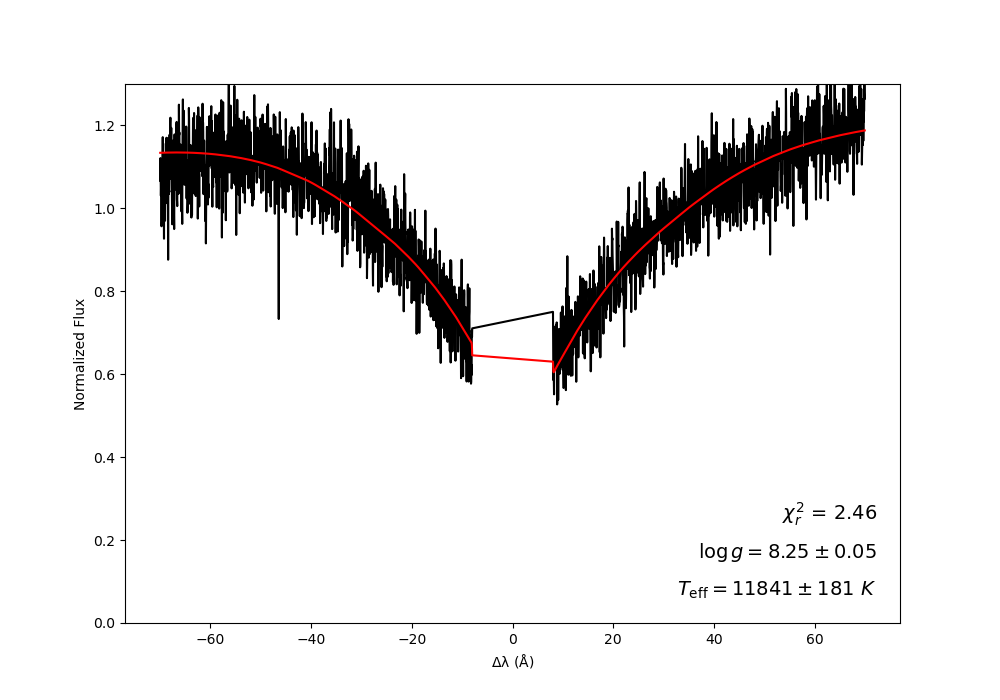 1.2
1.0
0.8
0.6
0.4
0.2
0.0
Normalized Flux
χ²ᵣ = 2.46
log g = 8.25 ± 0.05
T_eff = 11841 ± 181 K
−60 −40 −20 0 20 40 60
Δλ (Å)